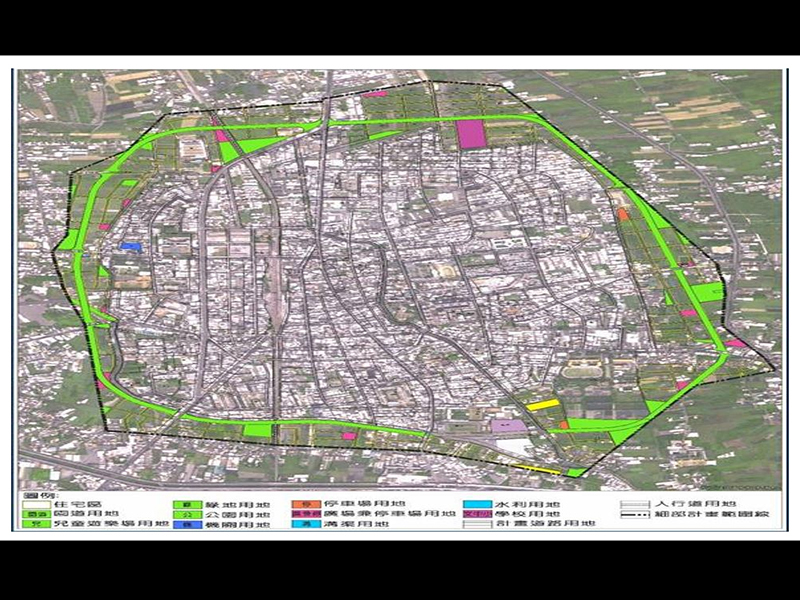 圖例:
住宅區 綠地用地 停車場用地 水利用地 人行道用地
園道用地 公 公園用地 廣場兼停車場用地 學校用地 細部計畫範圍線
兒 兒童遊樂場用地 機 機關用地 溝渠用地 計畫道路用地